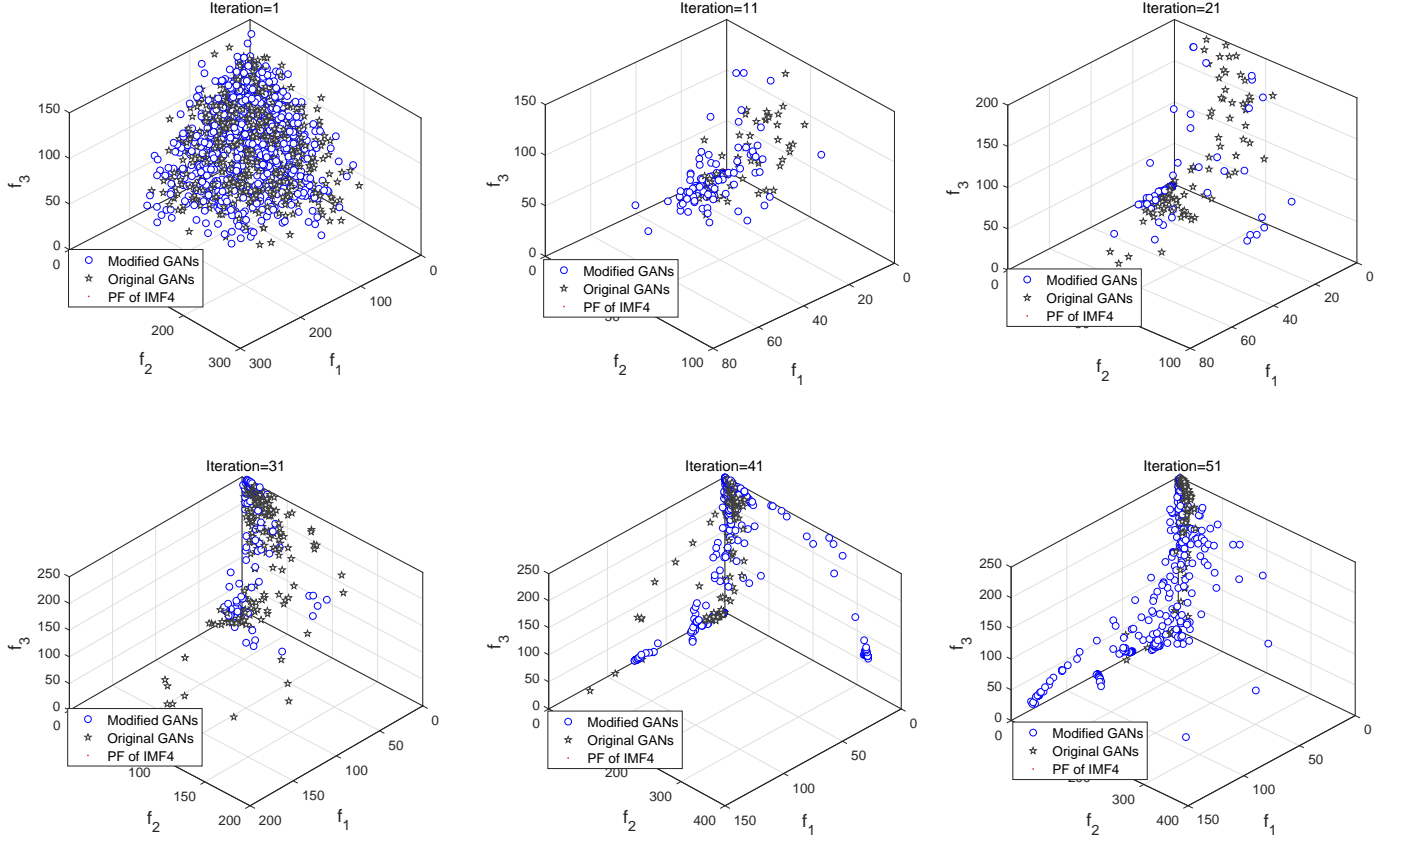 Iteration=1
150
100
50
0
0
f3
Modified GANs
Original GANs
PF of IMF4
200
300
300
200
100
0
f2
f1
Iteration=11
150
100
50
0
0
f3
Modified GANs
Original GANs
PF of IMF4
100
80
60
40
20
0
f2
f1
Iteration=21
200
150
100
50
0
0
f3
Modified GANs
Original GANs
PF of IMF4
100
80
60
40
20
0
f2
f1
Iteration=31
250
200
150
100
50
0
0
f3
Modified GANs
Original GANs
PF of IMF4
100
150
200
200
150
100
50
0
f2
f1
Iteration=41
250
200
150
100
50
0
0
f3
Modified GANs
Original GANs
PF of IMF4
200
300
400
150
100
50
0
f2
f1
Iteration=51
250
200
150
100
50
0
0
f3
Modified GANs
Original GANs
PF of IMF4
300
400
150
100
50
0
f2
f1